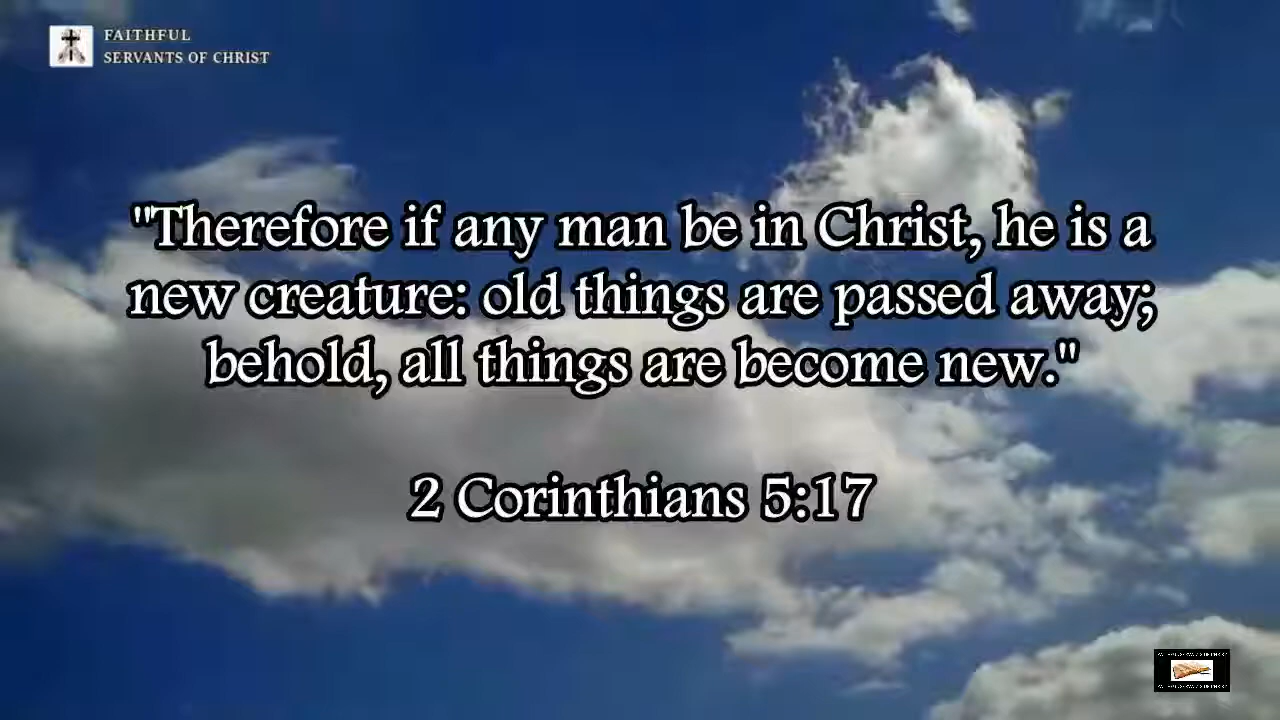 FAITHFUL
SERVANTS OF CHRIST
"Therefore if any man be in Christ, he is a
new creature: old things are passed away;
behold, all things are become new."
2 Corinthians 5:17